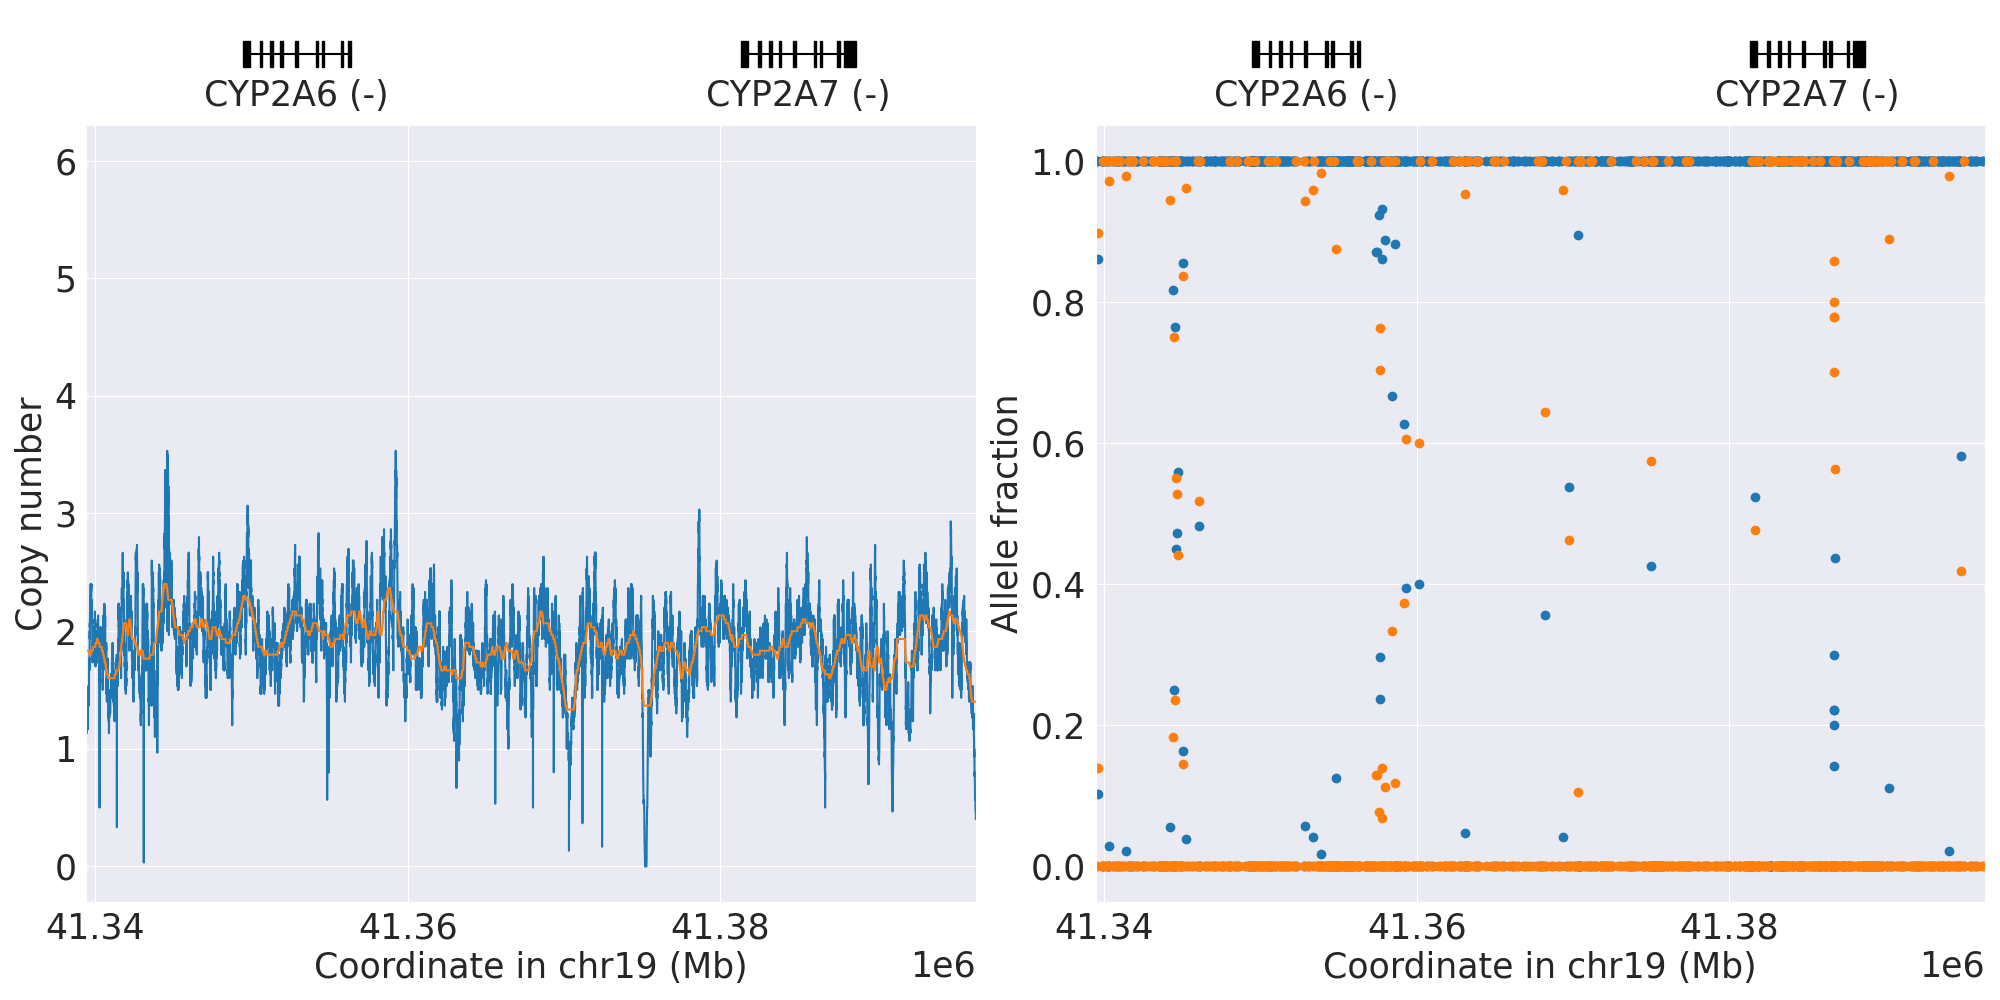 CYP2A6 (-)
CYP2A7 (-)
6
5
4
3
2
1
0
Copy number
41.34
41.36
41.38
Coordinate in chr19 (Mb)
1e6
CYP2A6 (-)
CYP2A7 (-)
1.0
0.8
0.6
0.4
0.2
0.0
Allele fraction
41.34
41.36
41.38
Coordinate in chr19 (Mb)
1e6